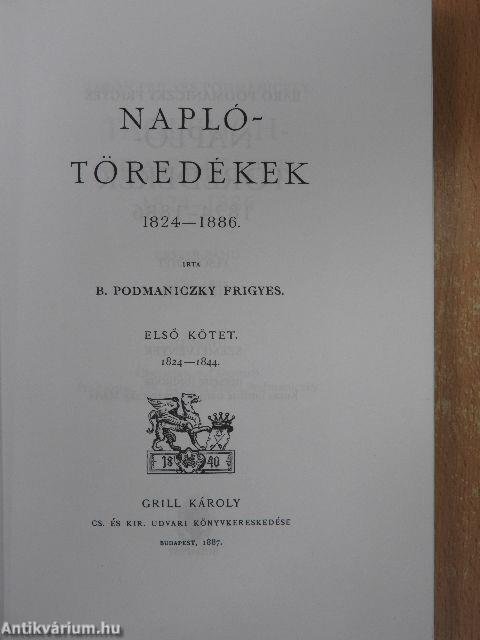 NAPLÓ-
TÖREDÉKEK
1824—1886.
IRTA
B. PODMANICZKY FRIGYES.
ELSŐ KÖTET.
1824—1844.
18 40
GRILL KÁROLY
CS. ÉS KIR. UDVARI KÖNYVKERESKEDÉSE
BUDAPEST, 1887.
Antikvárium.hu